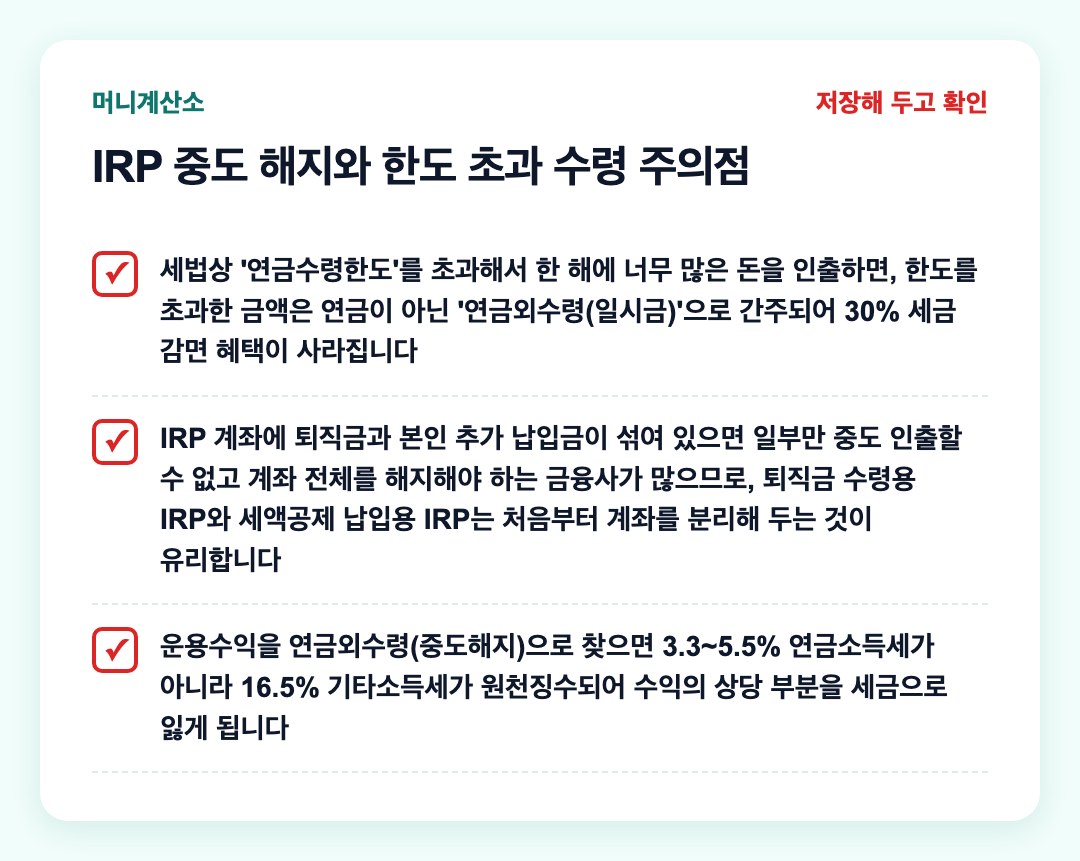 머니계산소
저장해 두고 확인
IRP 중도 해지와 한도 초과 수령 주의점
세법상 '연금수령한도'를 초과해서 한 해에 너무 많은 돈을 인출하면, 한도를
초과한 금액은 연금이 아닌 '연금외수령(일시금)'으로 간주되어 30% 세금
감면 혜택이 사라집니다
IRP 계좌에 퇴직금과 본인 추가 납입금이 섞여 있으면 일부만 중도 인출할
수 없고 계좌 전체를 해지해야 하는 금융사가 많으므로, 퇴직금 수령용
IRP와 세액공제 납입용 IRP는 처음부터 계좌를 분리해 두는 것이
유리합니다
운용수익을 연금외수령(중도해지)으로 찾으면 3.3~5.5% 연금소득세가
아니라 16.5% 기타소득세가 원천징수되어 수익의 상당 부분을 세금으로
잃게 됩니다